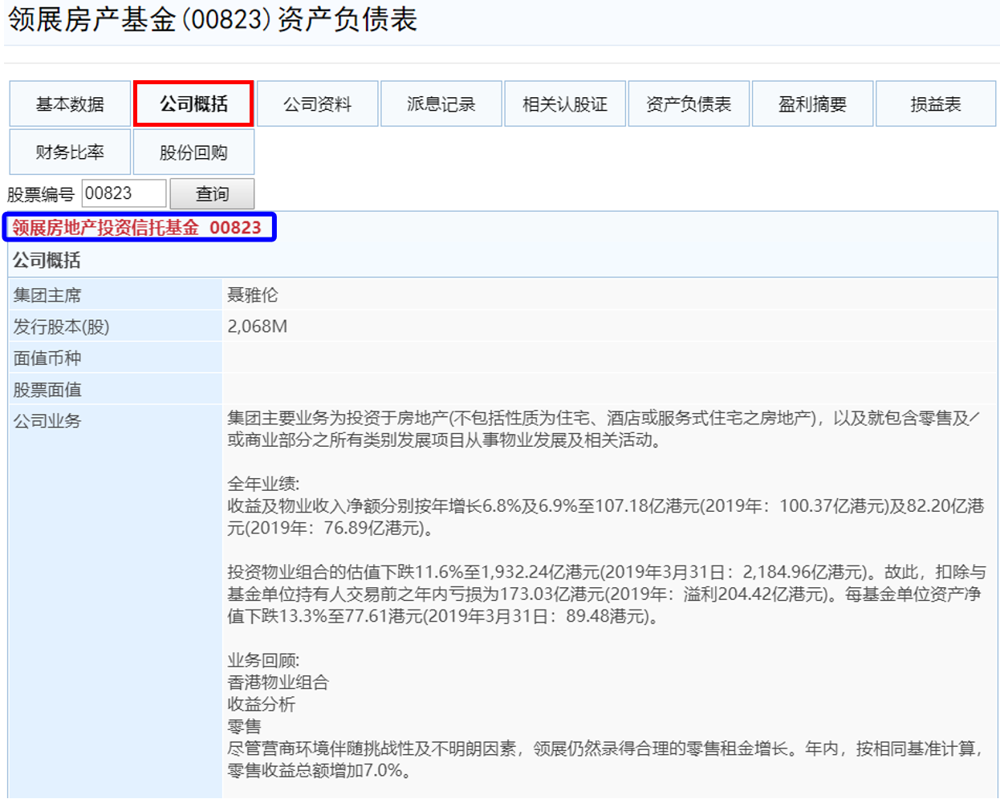 领展房产基金(00823)资产负债表
基本数据 公司概括 公司资料 派息记录 相关认股证 资产负债表 盈利摘要 损益表
财务比率 股份回购
股票编号 00823 查询
领展房地产投资信托基金 00823
公司概括
集团主席 聂雅伦
发行股本(股) 2,068M
面值币种
股票面值
公司业务 集团主要业务为投资于房地产(不包括性质为住宅、酒店或服务式住宅之房地产)，以及就包含零售及╱
或商业部分之所有类别发展项目从事物业发展及相关活动。
全年业绩:
收益及物业收入净额分别按年增长6.8%及6.9%至107.18亿港元(2019年：100.37亿港元)及82.20亿港
元(2019年：76.89亿港元)。
投资物业组合的估值下跌11.6%至1,932.24亿港元(2019年3月31日：2,184.96亿港元)。故此，扣除与
基金单位持有人交易前之年内亏损为173.03亿港元(2019年：溢利204.42亿港元)。每基金单位资产净
值下跌13.3%至77.61港元(2019年3月31日：89.48港元)。
业务回顾:
香港物业组合
收益分析
零售
尽管营商环境伴随挑战性及不明朗因素，领展仍然录得合理的零售租金增长。年内，按相同基准计算，
零售收益总额增加7.0%。